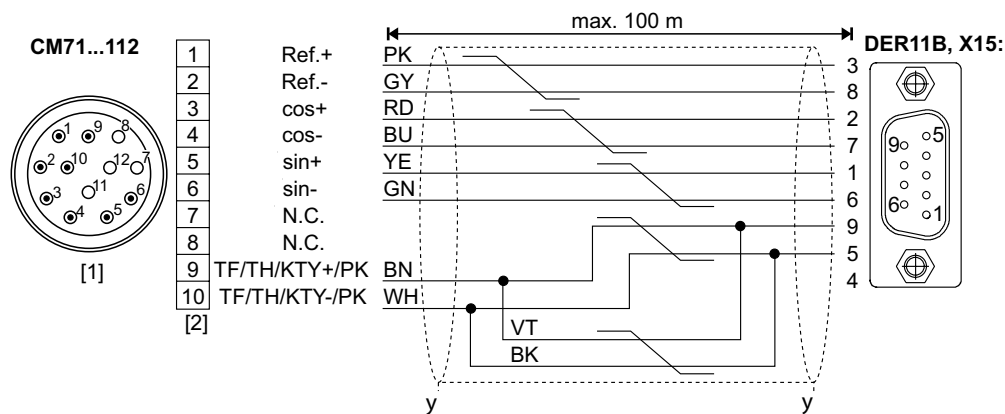 max. 100 m
CM71...112
DER11B, X15:
1 Ref.+ PK 3
2 Ref.- GY 8
3 cos+ RD 2
4 cos- BU 7
5 sin+ YE 1
6 sin- GN 6
7 N.C. 9
8 N.C. 5
9 TF/TH/KTY+/PK BN 4
10 TF/TH/KTY-/PK WH
VT
BK
1 9 8
2 10 12 7
11
3 6
4 5
[1]
[2]
9 5
6 1
y y